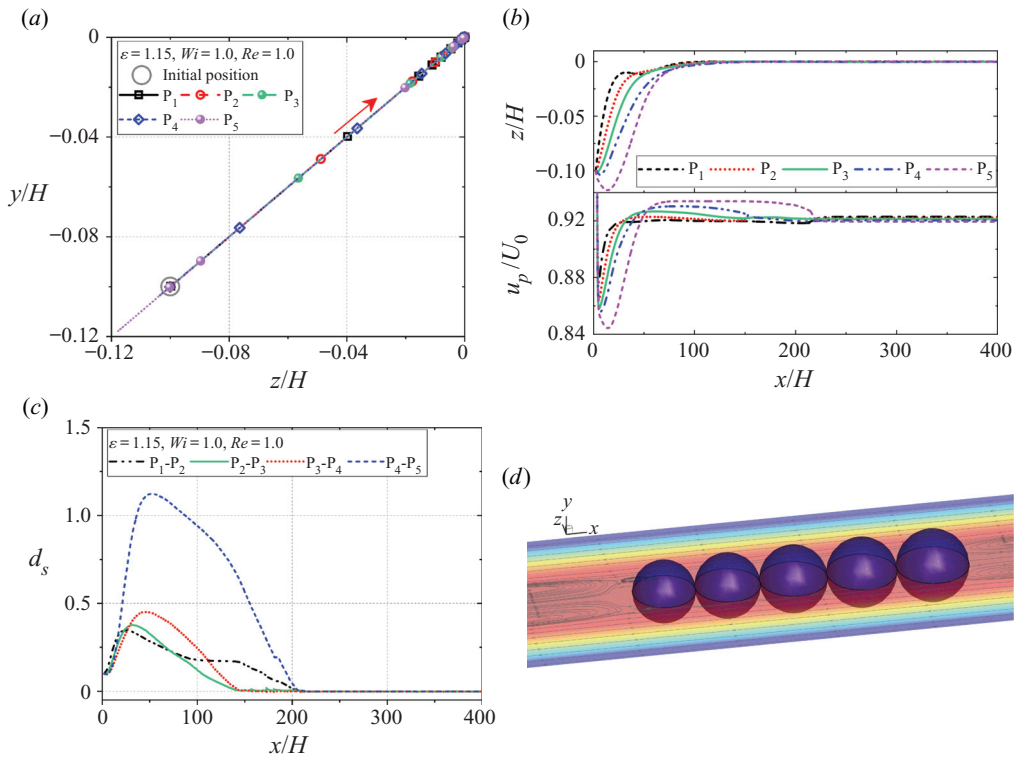 (a)
0
−0.04
−0.08
−0.12
y/H
ε = 1.15, Wi = 1.0, Re = 1.0
Initial position
P1 P2 P3
P4 P5
−0.12 −0.08 −0.04 0
z/H
(b)
0
−0.05
−0.10
z/H
P1 P2 P3 P4 P5
0.92
0.88
0.84
up/U0
0 100 200 300 400
x/H
(c)
1.5
1.0
0.5
0
ds
ε = 1.15, Wi = 1.0, Re = 1.0
P1-P2 P2-P3 P3-P4 P4-P5
0 100 200 300 400
x/H
(d)
y
z x